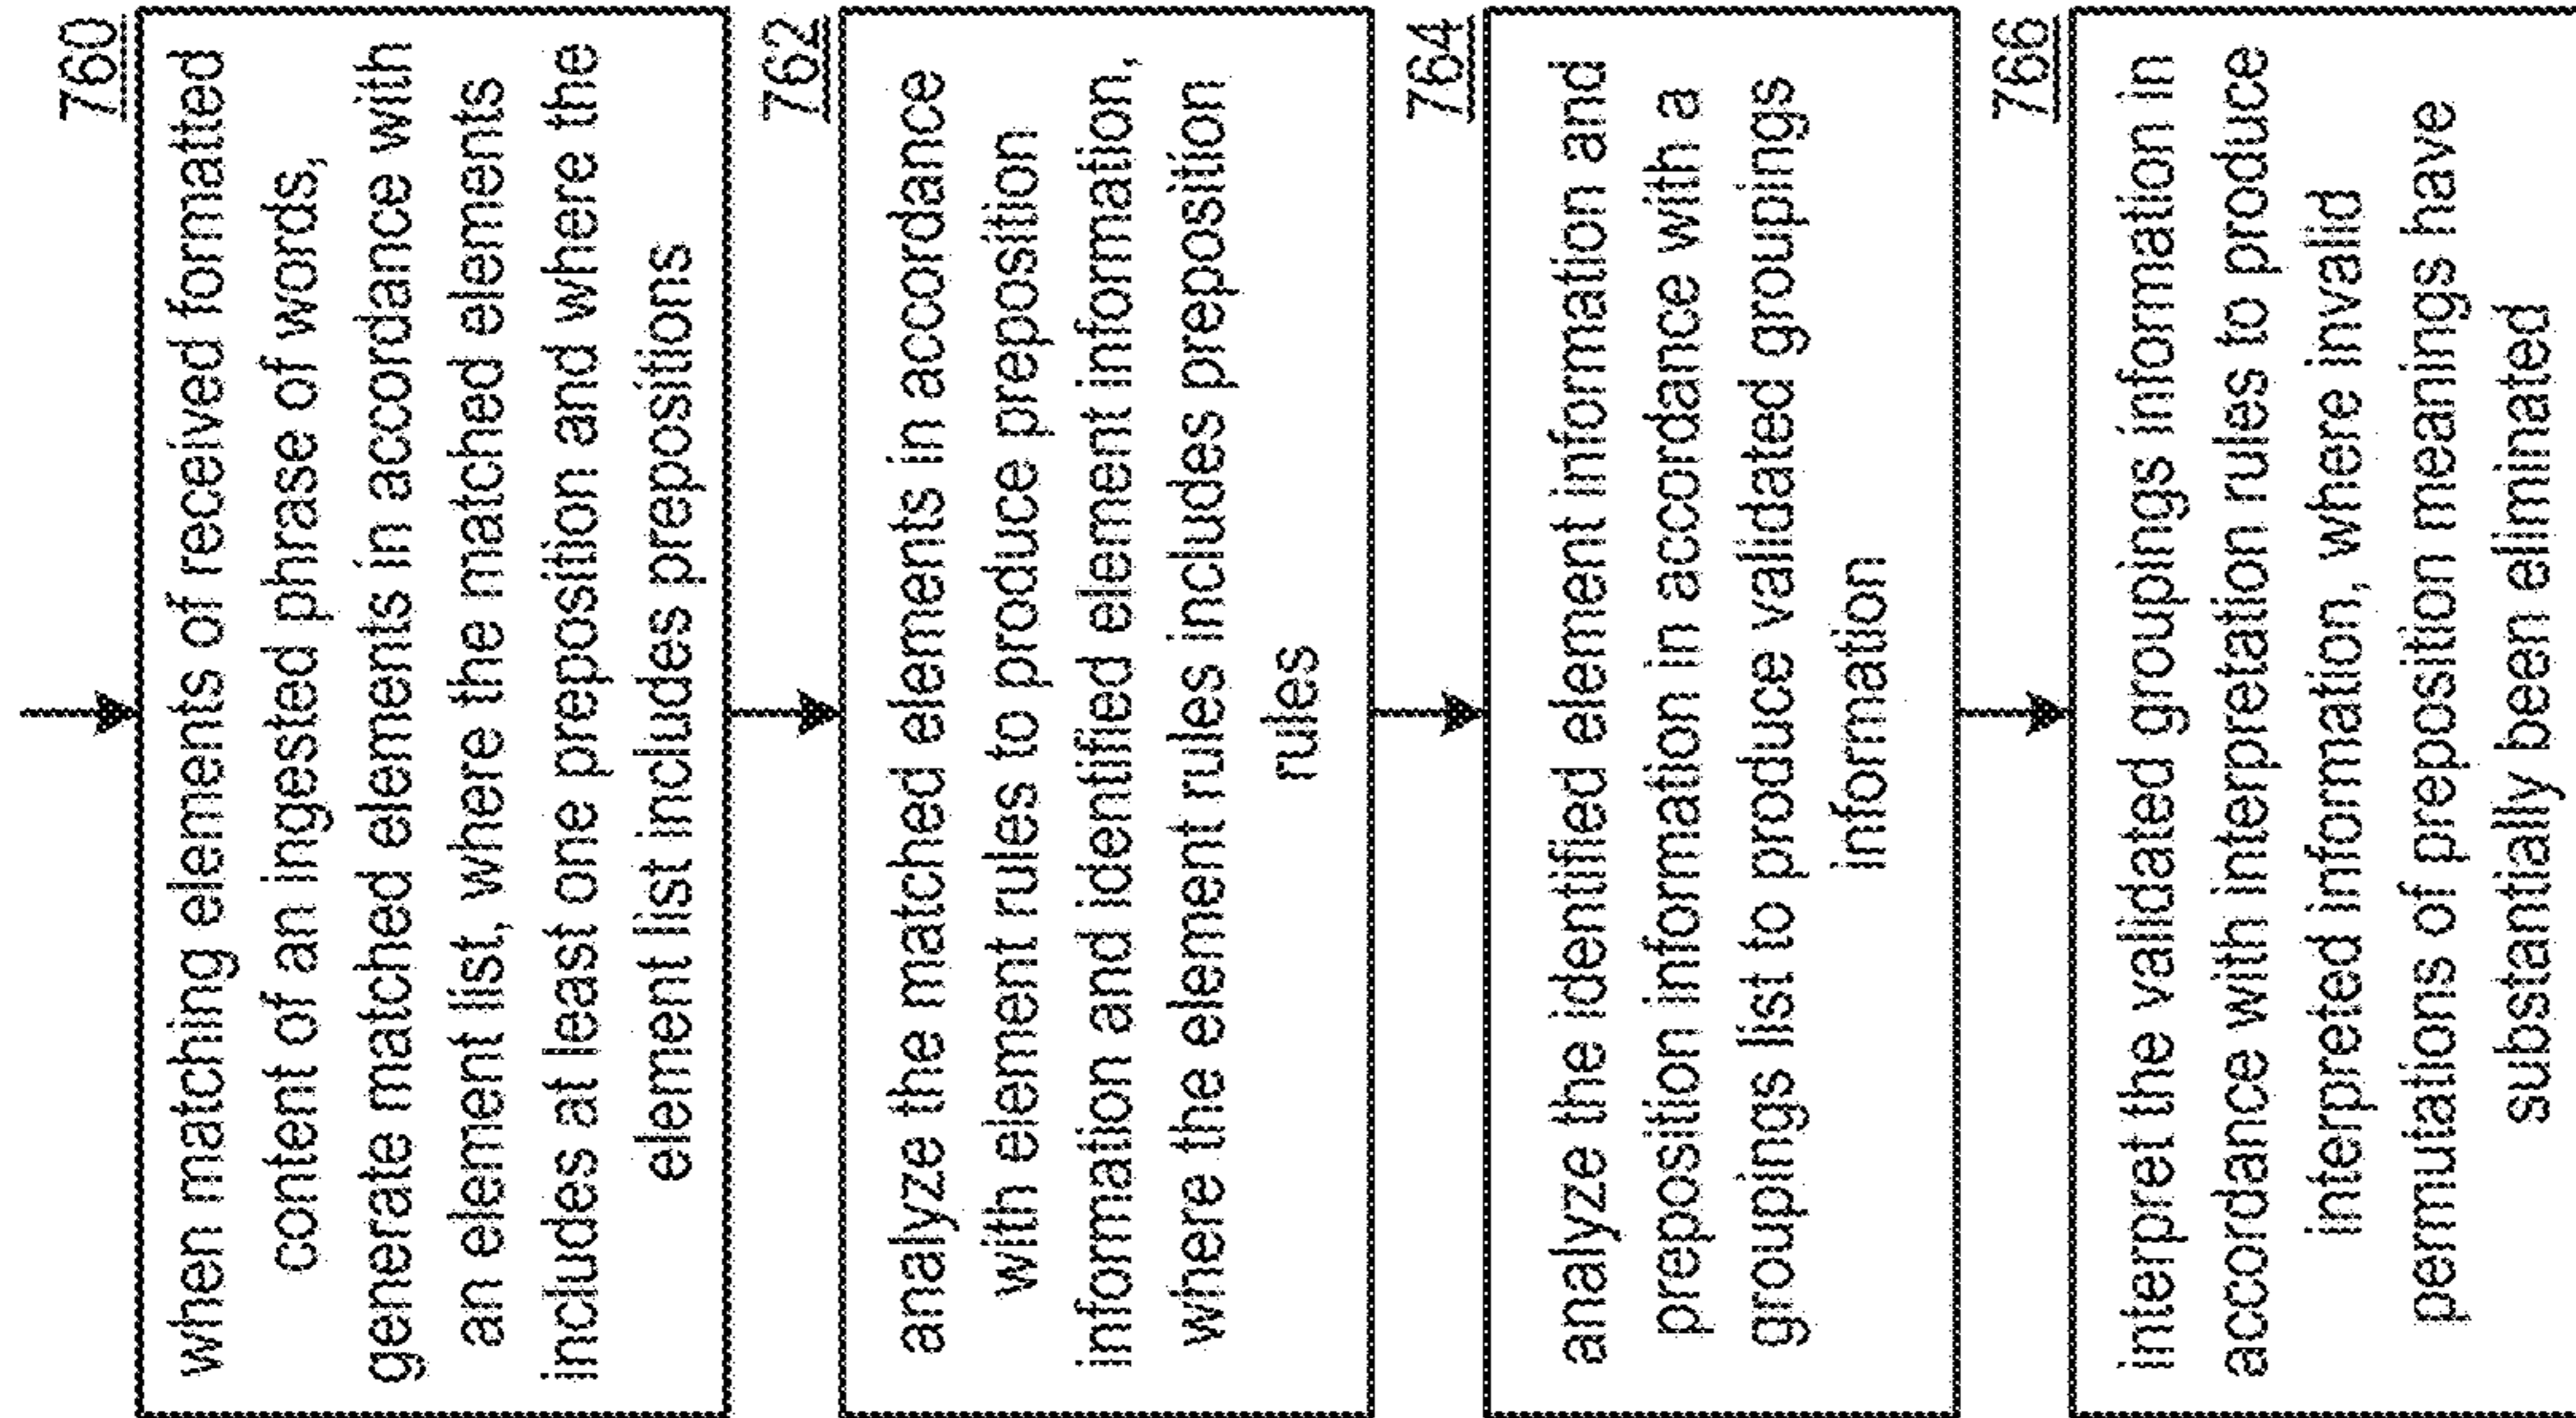 760
when matching elements of received formatted
content of an ingested phrase of words,
generate matched elements in accordance with
an element list, where the matched elements
includes at least one preposition and where the
element list includes prepositions
762
analyze the matched elements in accordance
with element rules to produce preposition
information and identified element information,
where the element rules includes preposition
rules
764
analyze the identified element information and
preposition information in accordance with a
groupings list to produce validated groupings
information
766
interpret the validated groupings information in
accordance with interpretation rules to produce
interpreted information, where invalid
permutations of preposition meanings have
substantially been eliminated